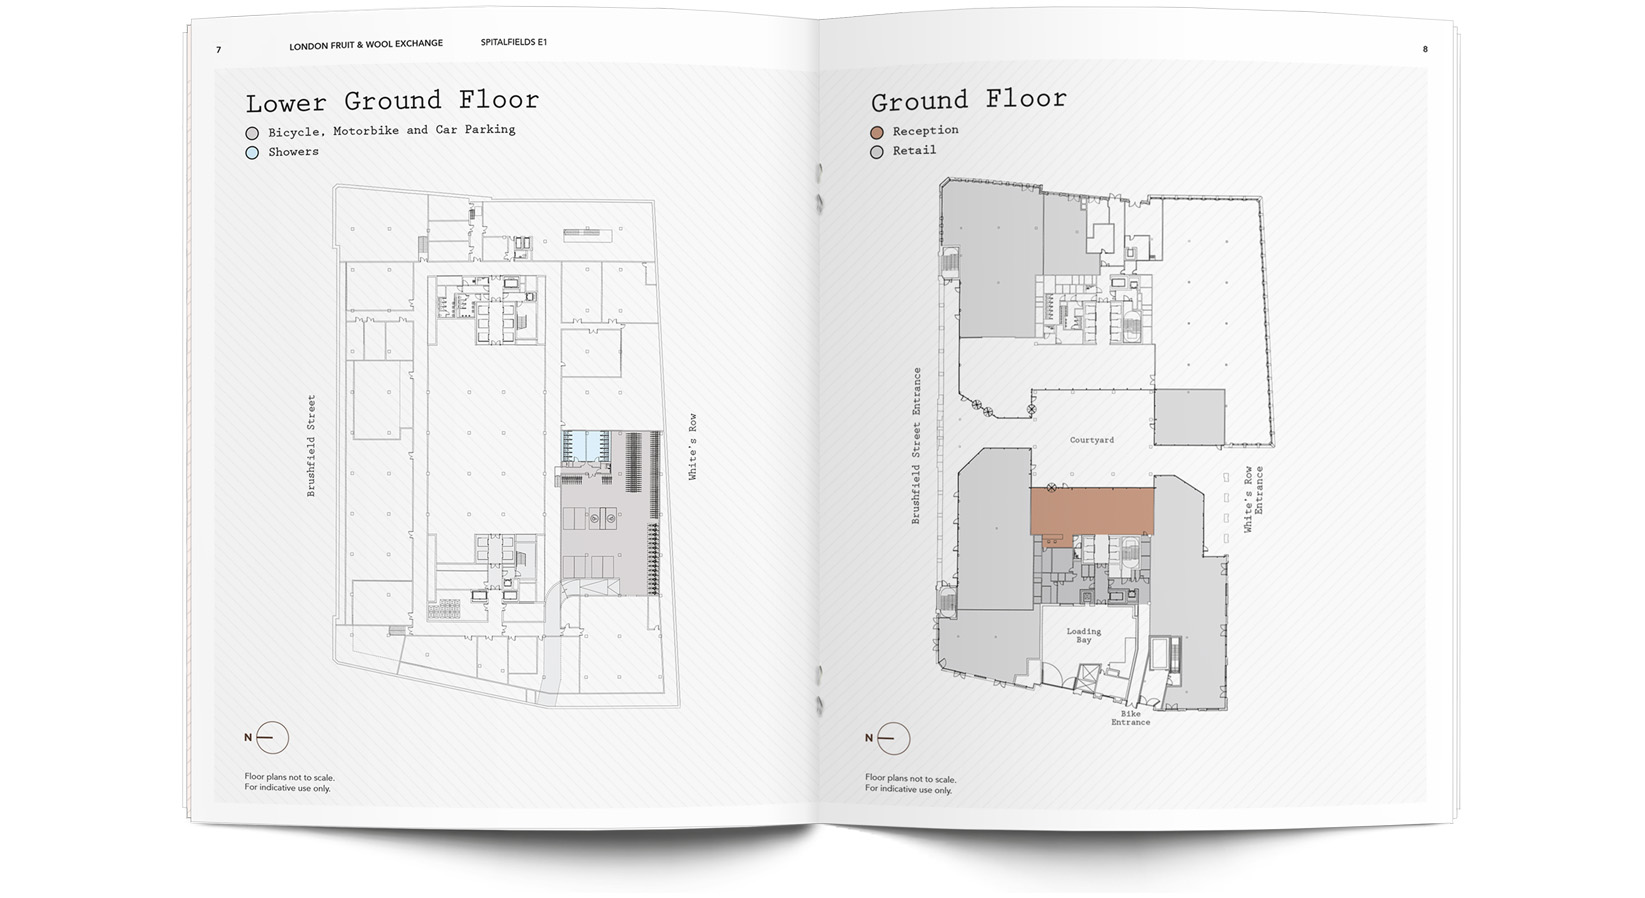 7 LONDON FRUIT & WOOL EXCHANGE SPITALFIELDS E1
Lower Ground Floor
Bicycle, Motorbike and Car Parking
Showers
Brushfield Street
White's Row
N
Floor plans not to scale.
For indicative use only.
8
Ground Floor
Reception
Retail
Brushfield Street Entrance
Courtyard
White's Row
Entrance
Loading
Bay
Bike
Entrance
N
Floor plans not to scale.
For indicative use only.